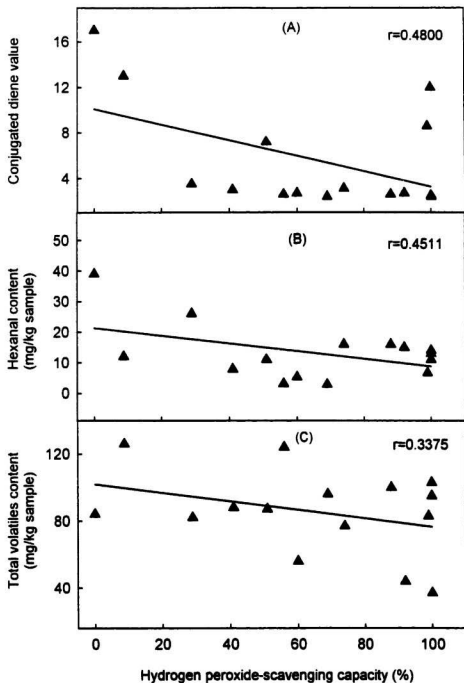 (A)
r=0.4800
Conjugated diene value
16
12
8
4
(B)
r=0.4511
Hexanal content
(mg/kg sample)
50
40
30
20
10
0
(C)
r=0.3375
Total volatiles content
(mg/kg sample)
120
80
40
0 20 40 60 80 100
Hydrogen peroxide-scavenging capacity (%)